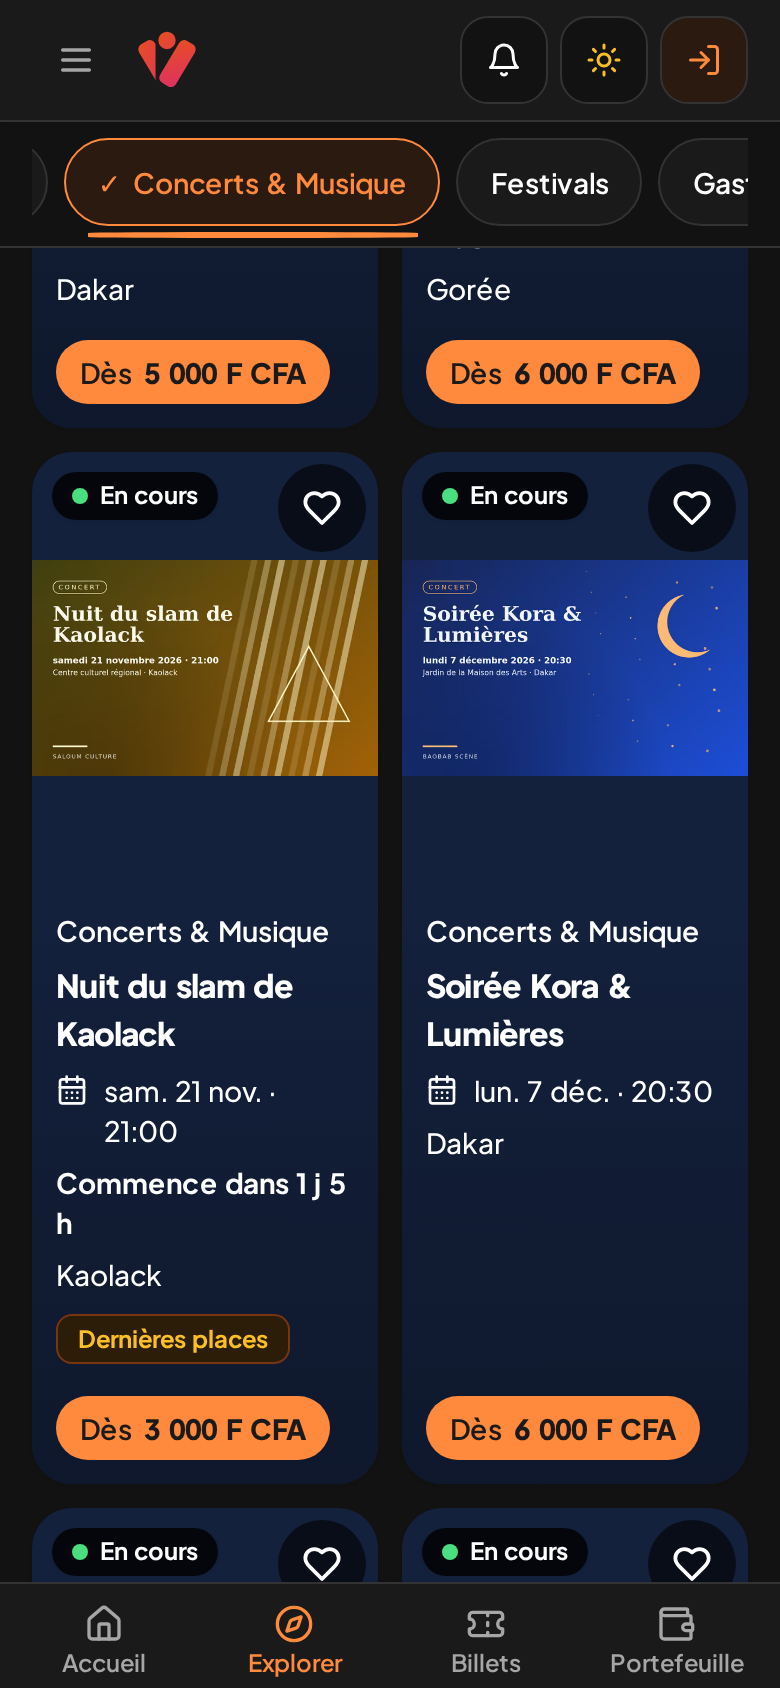 ✓ Concerts & Musique
Festivals
Dakar
Gorée
Dès 5 000 F CFA
Dès 6 000 F CFA
En cours
En cours
CONCERT
Nuit du slam de
Kaolack
samedi 21 novembre 2026 · 21:00
Centre culturel régional · Kaolack
SALOUM CULTURE
CONCERT
Soirée Kora &
Lumières
lundi 7 décembre 2026 · 20:30
Jardin de la Maison des Arts · Dakar
BAOBAB SCÈNE
Concerts & Musique
Nuit du slam de
Kaolack
sam. 21 nov. ·
21:00
Commence dans 1 j 5
h
Kaolack
Dernières places
Dès 3 000 F CFA
Concerts & Musique
Soirée Kora &
Lumières
lun. 7 déc. · 20:30
Dakar
Dès 6 000 F CFA
En cours
En cours
Accueil
Explorer
Billets
Portefeuille